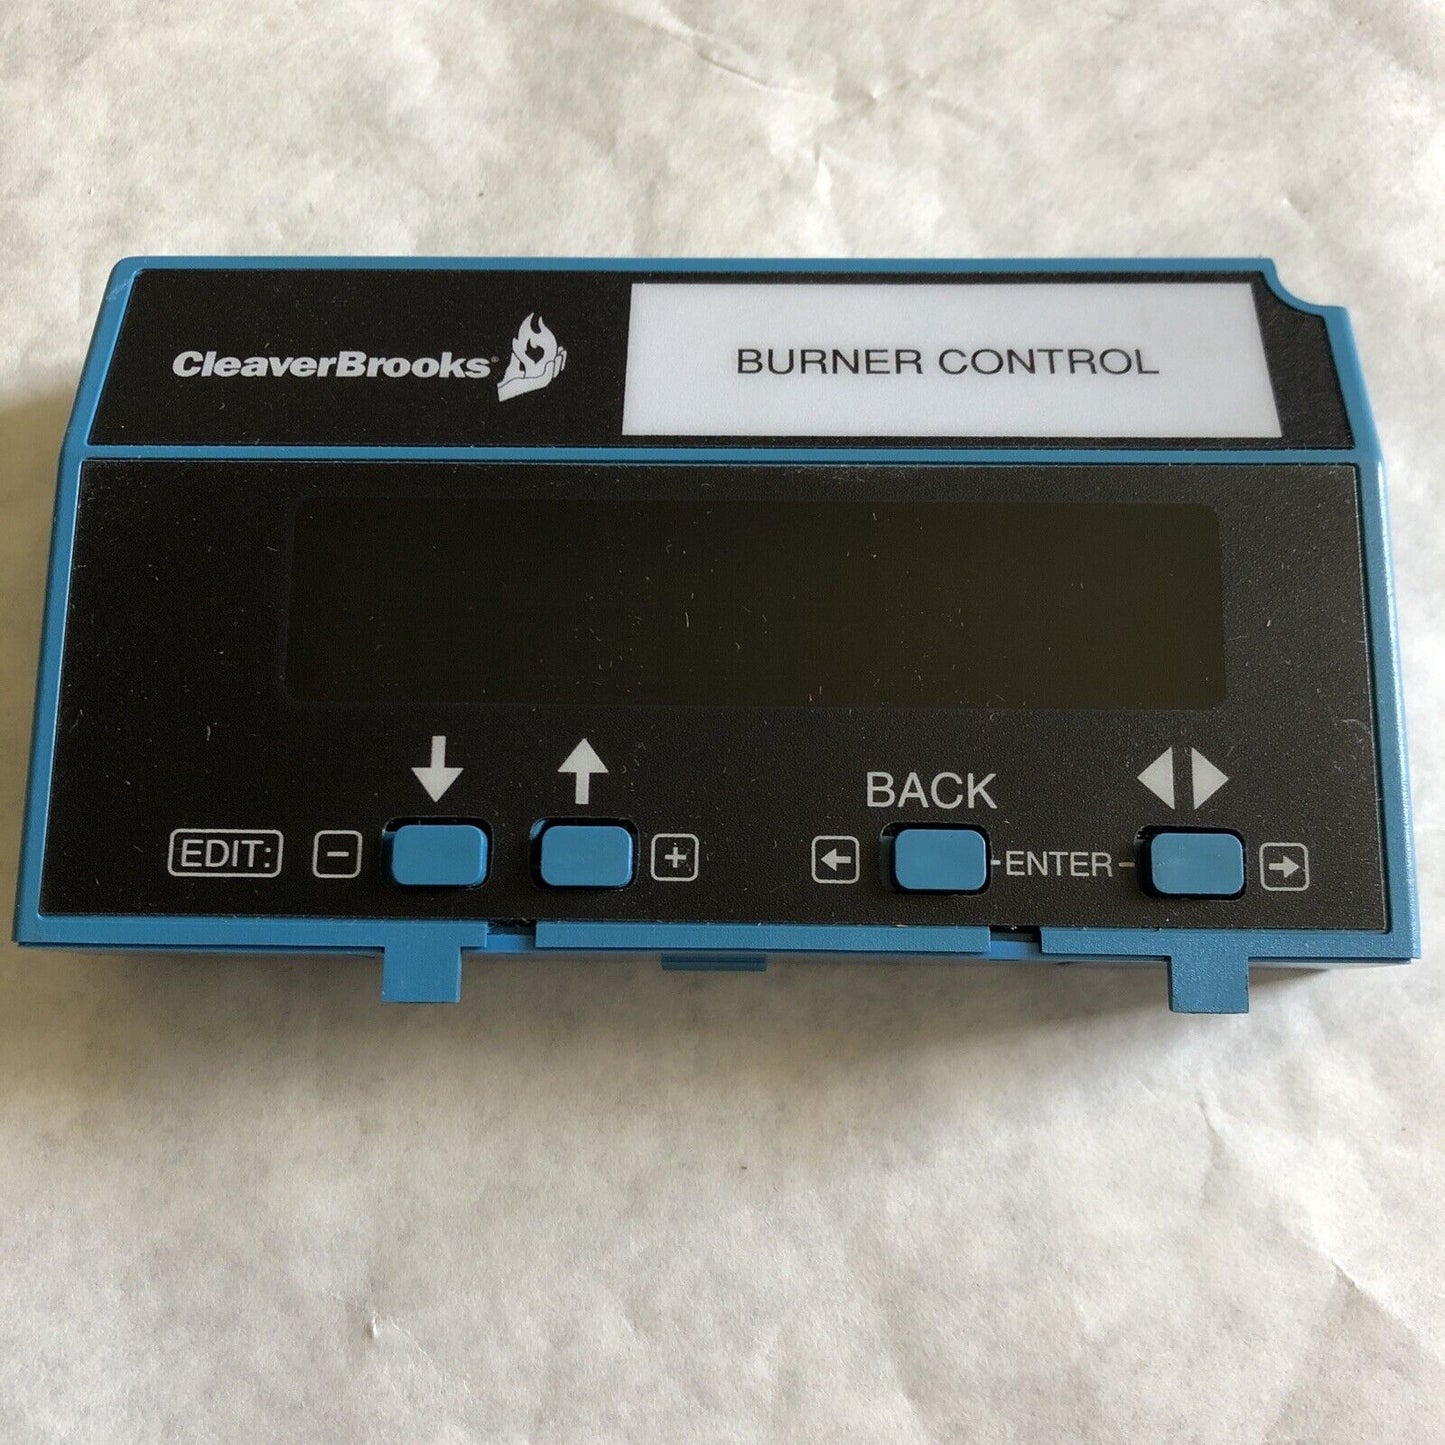 CleaverBrooks®
BURNER CONTROL
BACK
EDIT: - + ENTER